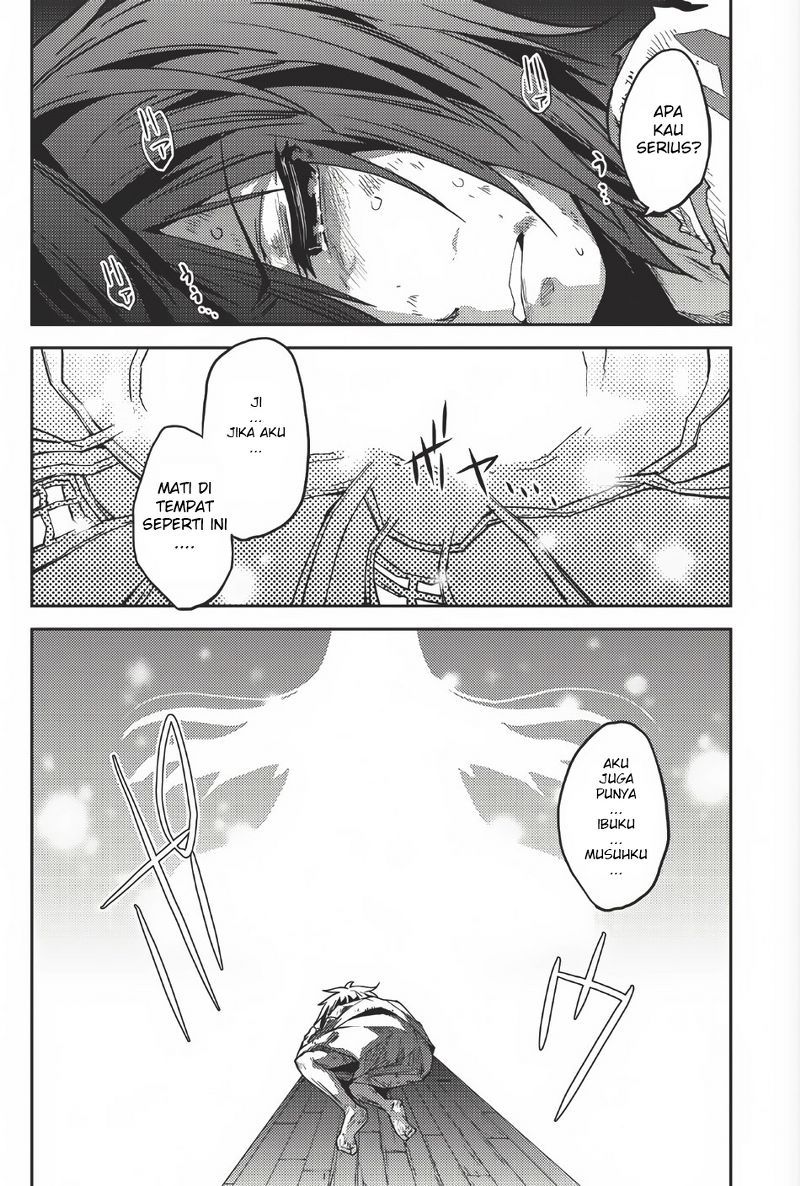 APA
KAU
SERIUS?
JI
...
JIKA AKU
...
MATI DI
TEMPAT
SEPERTI INI
....
AKU
JUGA
PUNYA
...
IBUKU
...
MUSUHKU
...